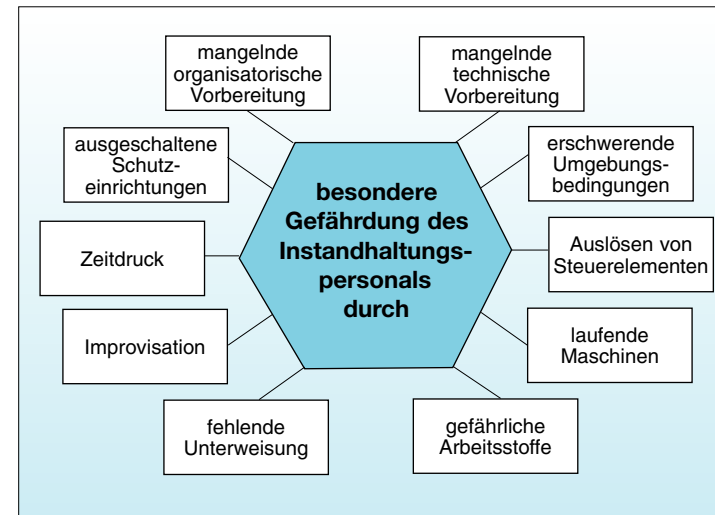 mangelnde
organisatorische
Vorbereitung
mangelnde
technische
Vorbereitung
ausgeschaltene
Schutz-
einrichtungen
erschwerende
Umgebungs-
bedingungen
besondere
Gefährdung des
Instandhaltungs-
personals
durch
Zeitdruck
Auslösen von
Steuerelementen
Improvisation
laufende
Maschinen
fehlende
Unterweisung
gefährliche
Arbeitsstoffe